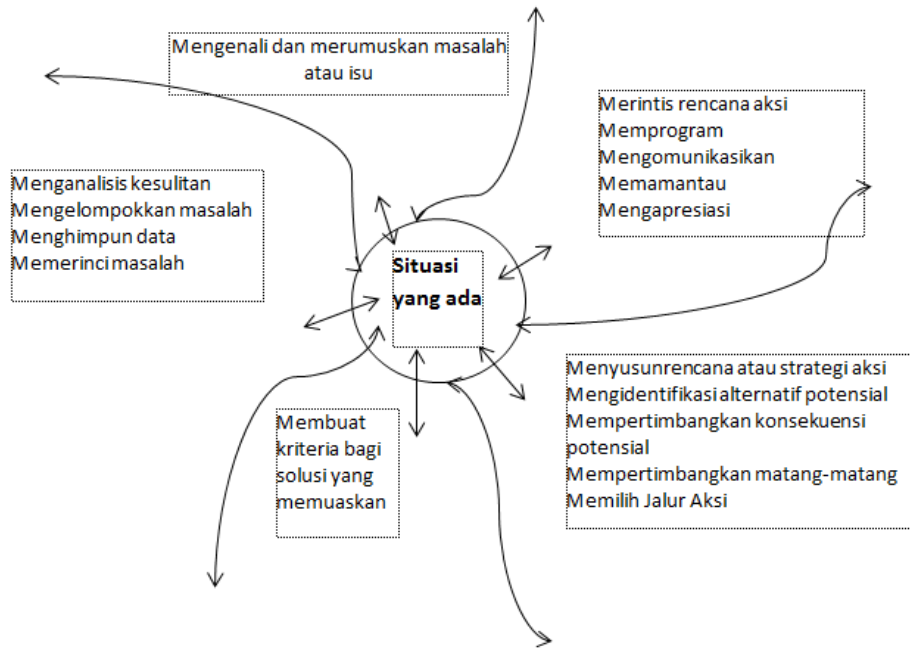 Mengenali dan merumuskan masalah
atau isu
Merintis rencana aksi
Memprogram
Mengomunikasikan
Memamantau
Mengapresiasi
Menganalisis kesulitan
Mengelompokkan masalah
Menghimpun data
Memerinci masalah
Situasi
yang ada
Menyusunrencana atau strategi aksi
Mengidentifikasi alternatif potensial
Mempertimbangkan konsekuensi
potensial
Mempertimbangkan matang-matang
Memilih Jalur Aksi
Membuat
kriteria bagi
solusi yang
memuaskan